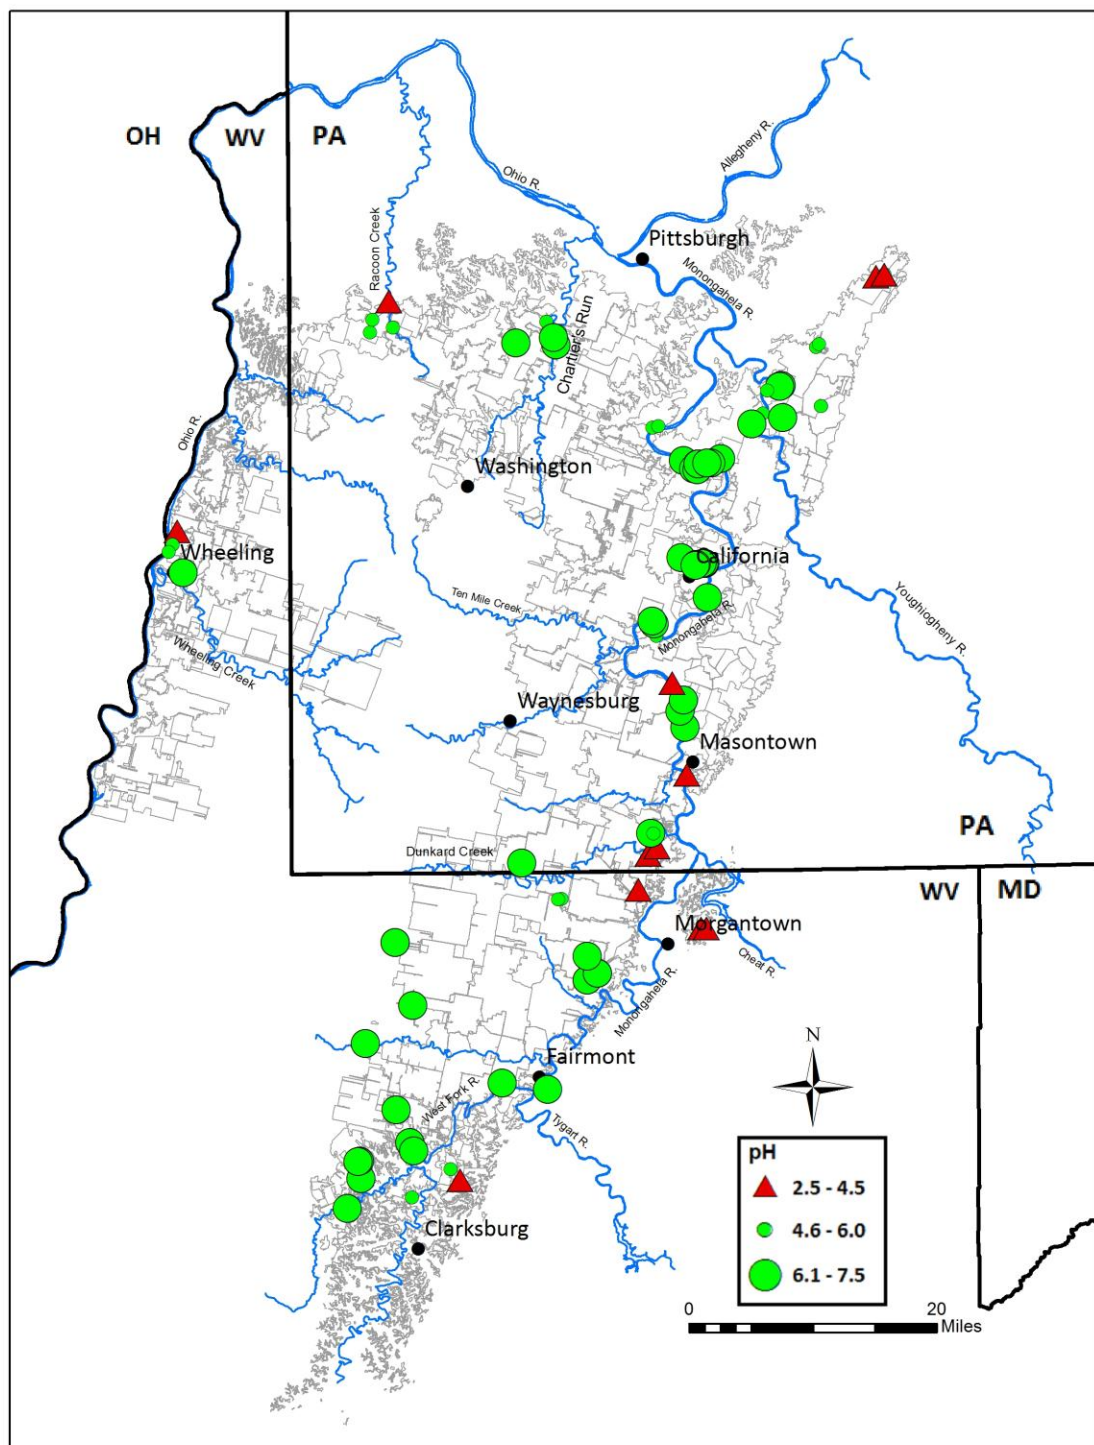 OH
WV
PA
Allegheny R.
Ohio R.
Pittsburgh
Racoon Creek
Monongahela R.
Chartier's Run
Ohio R.
Washington
Wheeling
California
Ten Mile Creek
Youghiogheny R.
Monongahela R.
Wheeling Creek
Waynesburg
Masontown
PA
Dunkard Creek
WV
MD
Morgantown
Cheat R.
Monongahela R.
N
Fairmont
West Fork R.
Tygart R.
pH
2.5 - 4.5
4.6 - 6.0
6.1 - 7.5
Clarksburg
0
20
Miles